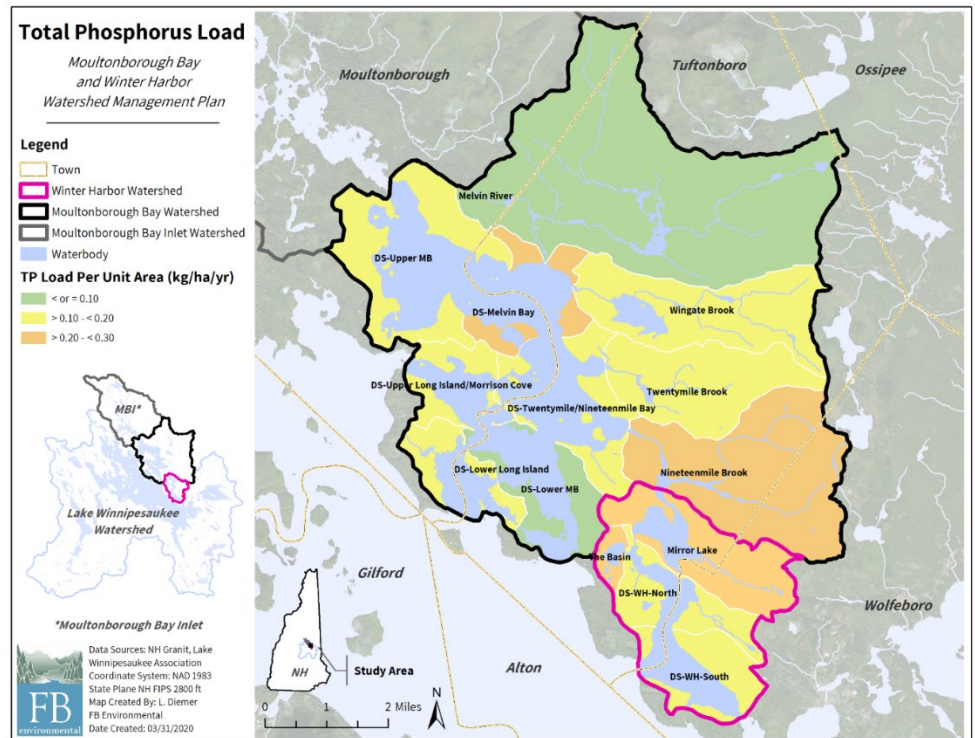 Total Phosphorus Load
Moultonborough Bay
and Winter Harbor
Watershed Management Plan
Legend
Town
Winter Harbor Watershed
Moultonborough Bay Watershed
Moultonborough Bay Inlet Watershed
Waterbody
TP Load Per Unit Area (kg/ha/yr)
< or = 0.10
> 0.10 - < 0.20
> 0.20 - < 0.30
MBI*
Lake Winnipesaukee
Watershed
*Moultonborough Bay Inlet
FB
environmental
Data Sources: NH Granit, Lake
Winnipesaukee Association
Coordinate System: NAD 1983
State Plane NH FIPS 2800 ft
Map Created By: L. Diemer
FB Environmental
Date Created: 03/31/2020
Moultonborough
Tuftonboro
Ossipee
Melvin River
DS-Upper MB
DS-Melvin Bay
Wingate Brook
DS-Upper Long Island/Morrison Cove
Twentymile Brook
DS-Twentymile/Nineteenmile Bay
DS-Lower Long Island
Nineteenmile Brook
DS-Lower MB
The Basin
Mirror Lake
Gilford
DS-WH-North
Wolfeboro
Alton
DS-WH-South
NH
Study Area
0 1 2 Miles
N